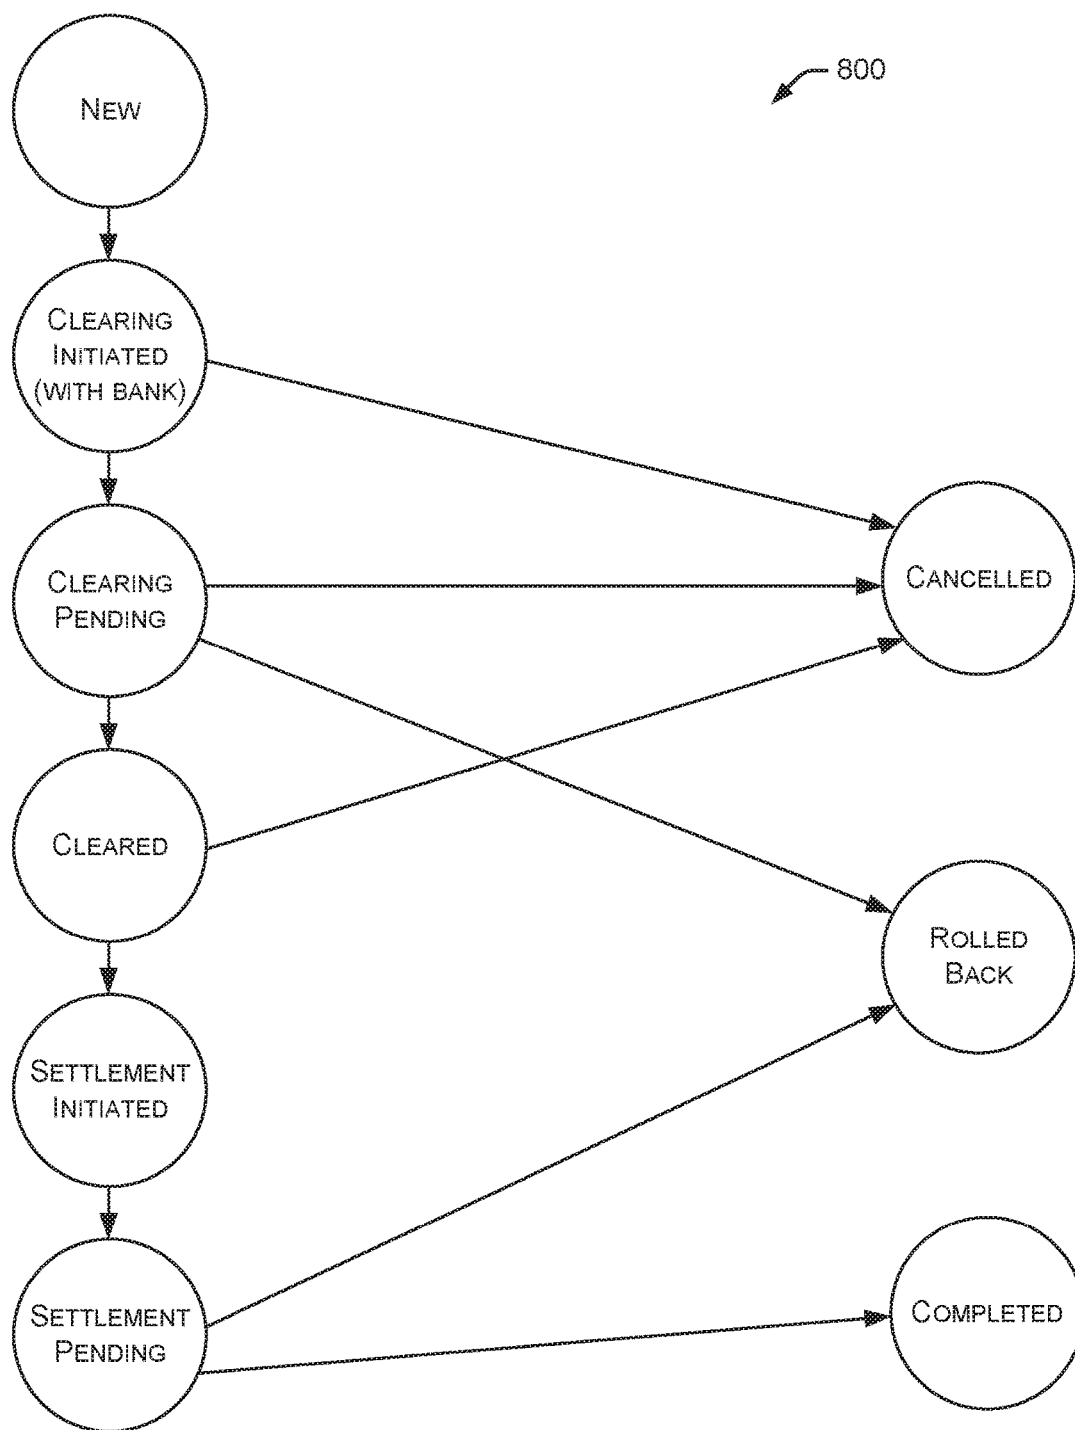 800
NEW
CLEARING
INITIATED
(WITH BANK)
CLEARING
PENDING
CANCELLED
CLEARED
ROLLED
BACK
SETTLEMENT
INITIATED
SETTLEMENT
PENDING
COMPLETED